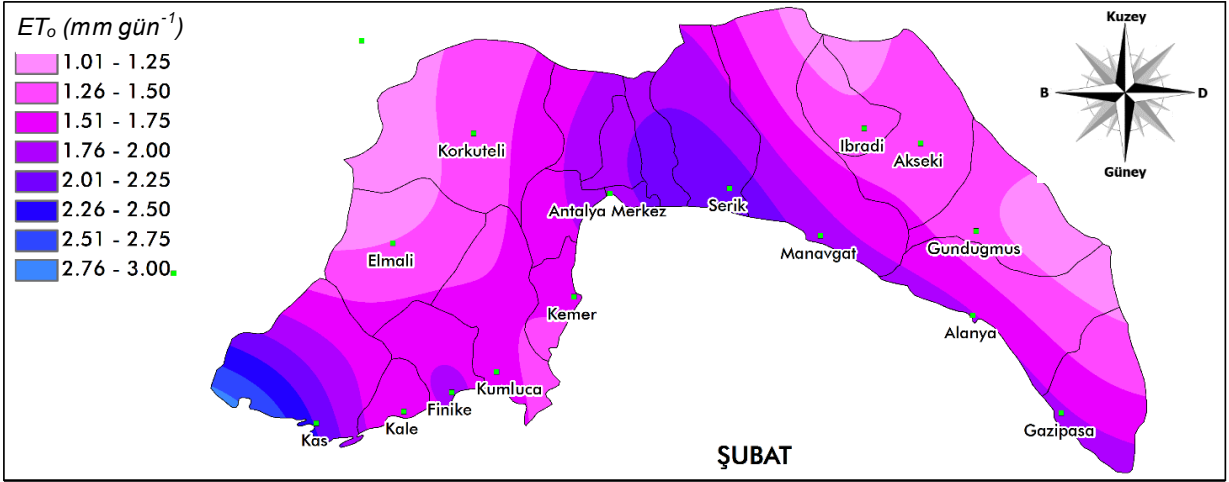 ETo (mm gün-1)
1.01 - 1.25
1.26 - 1.50
1.51 - 1.75
1.76 - 2.00
2.01 - 2.25
2.26 - 2.50
2.51 - 2.75
2.76 - 3.00
Kuzey
B
D
Güney
Korkuteli
Ibradi
Akseki
Antalya Merkez
Serik
Elmali
Manavgat
Gundugmus
Kemer
Alanya
Kumluca
Finike
Kale
Kas
Gazipasa
ŞUBAT